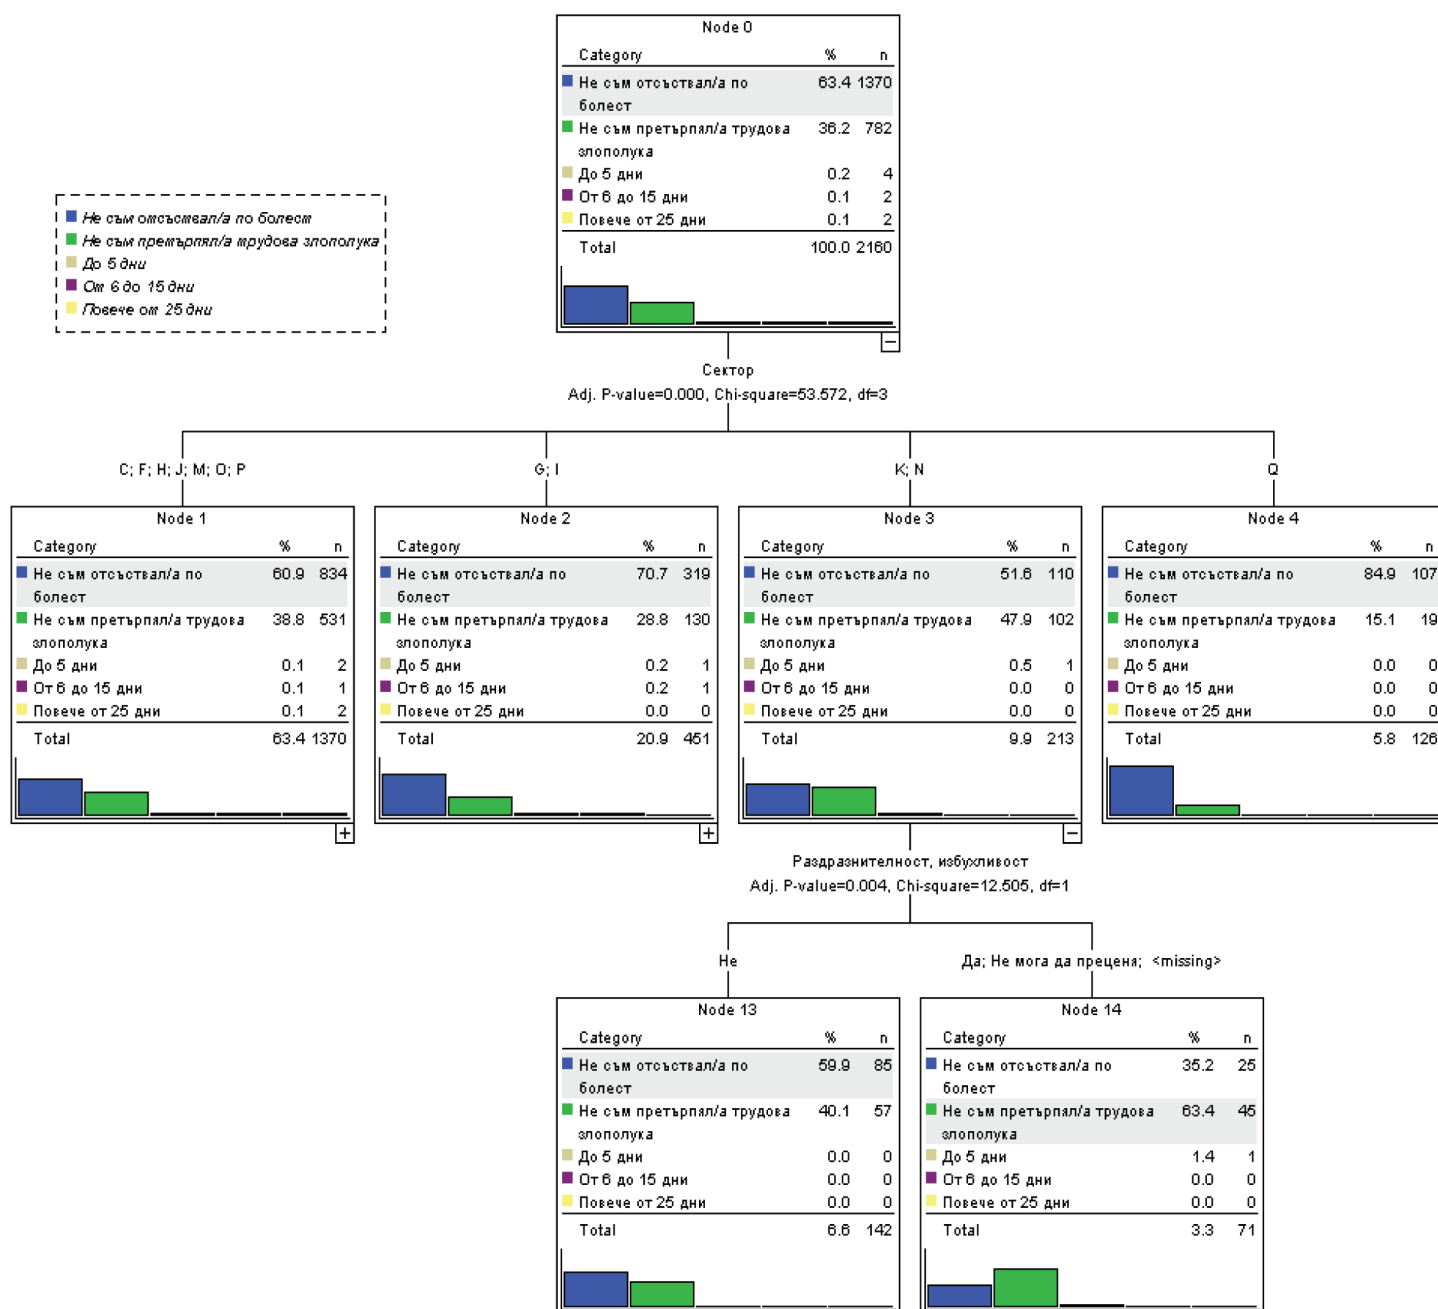 Node 0
Category % n
Не съм отсъствал/а по 63.4 1370
болест
Не съм претърпял/а трудова 36.2 782
злополука
До 5 дни 0.2 4
От 6 до 15 дни 0.1 2
Повече от 25 дни 0.1 2
Total 100.0 2160
Не съм отсъствал/а по болест
Не съм претърпял/а трудова злополука
До 5 дни
От 6 до 15 дни
Повече от 25 дни
Сектор
Adj. P-value=0.000, Chi-square=53.572, df=3
C; F; H; J; M; O; P
G; I
K; N
Q
Node 1
Category % n
Не съм отсъствал/а по 60.9 834
болест
Не съм претърпял/а трудова 38.8 531
злополука
До 5 дни 0.1 2
От 6 до 15 дни 0.1 1
Повече от 25 дни 0.1 2
Total 63.4 1370
Node 2
Category % n
Не съм отсъствал/а по 70.7 319
болест
Не съм претърпял/а трудова 28.8 130
злополука
До 5 дни 0.2 1
От 6 до 15 дни 0.2 1
Повече от 25 дни 0.0 0
Total 20.9 451
Node 3
Category % n
Не съм отсъствал/а по 51.6 110
болест
Не съм претърпял/а трудова 47.9 102
злополука
До 5 дни 0.5 1
От 6 до 15 дни 0.0 0
Повече от 25 дни 0.0 0
Total 9.9 213
Node 4
Category % n
Не съм отсъствал/а по 84.9 107
болест
Не съм претърпял/а трудова 15.1 19
злополука
До 5 дни 0.0 0
От 6 до 15 дни 0.0 0
Повече от 25 дни 0.0 0
Total 5.8 126
Раздразнителност, избухливост
Adj. P-value=0.004, Chi-square=12.505, df=1
Не
Да; Не мога да преценя; <missing>
Node 13
Category % n
Не съм отсъствал/а по 59.9 85
болест
Не съм претърпял/а трудова 40.1 57
злополука
До 5 дни 0.0 0
От 6 до 15 дни 0.0 0
Повече от 25 дни 0.0 0
Total 6.6 142
Node 14
Category % n
Не съм отсъствал/а по 35.2 25
болест
Не съм претърпял/а трудова 63.4 45
злополука
До 5 дни 1.4 1
От 6 до 15 дни 0.0 0
Повече от 25 дни 0.0 0
Total 3.3 71